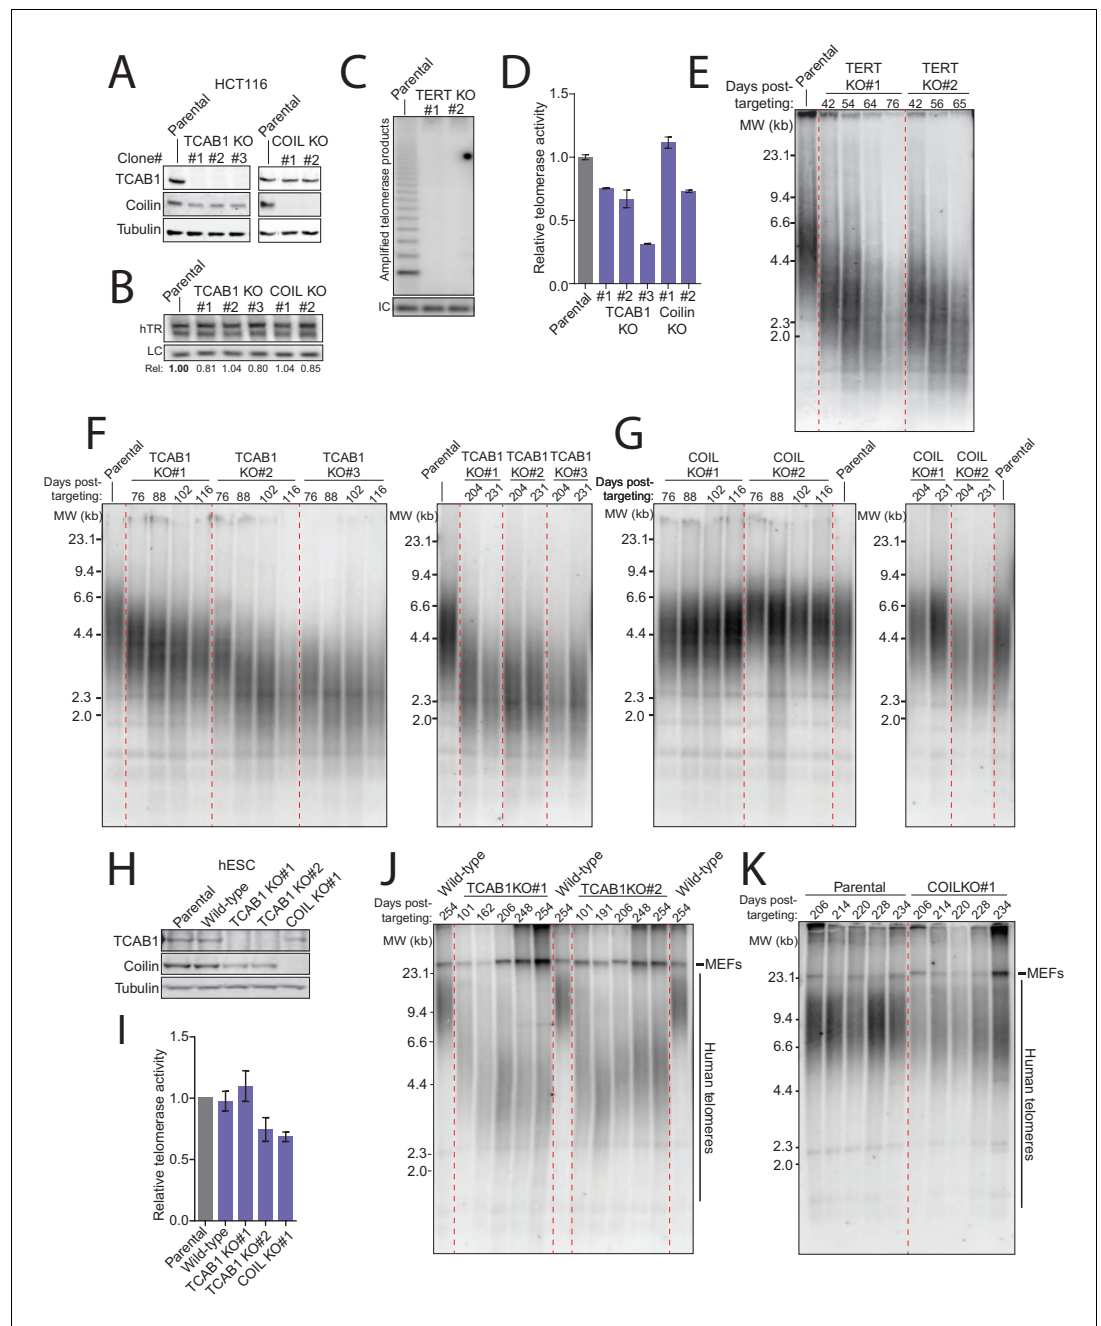 A
HCT116
Parental
TCAB1 KO
Parental
COIL KO
Clone#
#1 #2 #3
#1 #2
TCAB1
Coilin
Tubulin
B
Parental
TCAB1 KO
COIL KO
#1 #2 #3 #1 #2
hTR
LC
Rel: 1.00 0.81 1.04 0.80 1.04 0.85
C
Parental
TERT KO
#1 #2
Amplified telomerase products
IC
D
Relative telomerase activity
1.5
1.0
0.5
0.0
Parental
#1 #2 #3 #1 #2
TCAB1 KO
Coilin KO
E
Parental
TERT KO#1
TERT KO#2
Days post-targeting:
42 54 64 76 42 56 65
MW (kb)
23.1
9.4
6.6
4.4
2.3
2.0
F
Parental
TCAB1 KO#1
TCAB1 KO#2
TCAB1 KO#3
Days post-targeting:
76 88 102 116 76 88 102 116 76 88 102 116
MW (kb)
23.1
9.4
6.6
4.4
2.3
2.0
Parental
TCAB1 KO#1
TCAB1 KO#2
TCAB1 KO#3
204 231 204 231 204 231
MW (kb)
23.1
9.4
6.6
4.4
2.3
2.0
G
COIL KO#1
COIL KO#2
Parental
Days post-targeting:
76 88 102 116 76 88 102 116
MW (kb)
23.1
9.4
6.6
4.4
2.3
2.0
COIL KO#1
COIL KO#2
Parental
204 231 204 231
MW (kb)
23.1
9.4
6.6
4.4
2.3
2.0
H
hESC
Parental
Wild-type
TCAB1 KO#1
TCAB1 KO#2
COIL KO#1
TCAB1
Coilin
Tubulin
I
Relative telomerase activity
1.5
1.0
0.5
0.0
Parental
Wild-type
TCAB1 KO#1
TCAB1 KO#2
COIL KO#1
J
Wild-type
TCAB1KO#1
Wild-type
TCAB1KO#2
Wild-type
Days post-targeting:
254 101 162 206 248 254 254 101 191 206 248 254 254
MW (kb)
MEFs
23.1
9.4
6.6
4.4
2.3
2.0
Human telomeres
K
Parental
COILKO#1
Days post-targeting:
206 214 220 228 234 206 214 220 228 234
MW (kb)
MEFs
23.1
9.4
6.6
4.4
2.3
2.0
Human telomeres